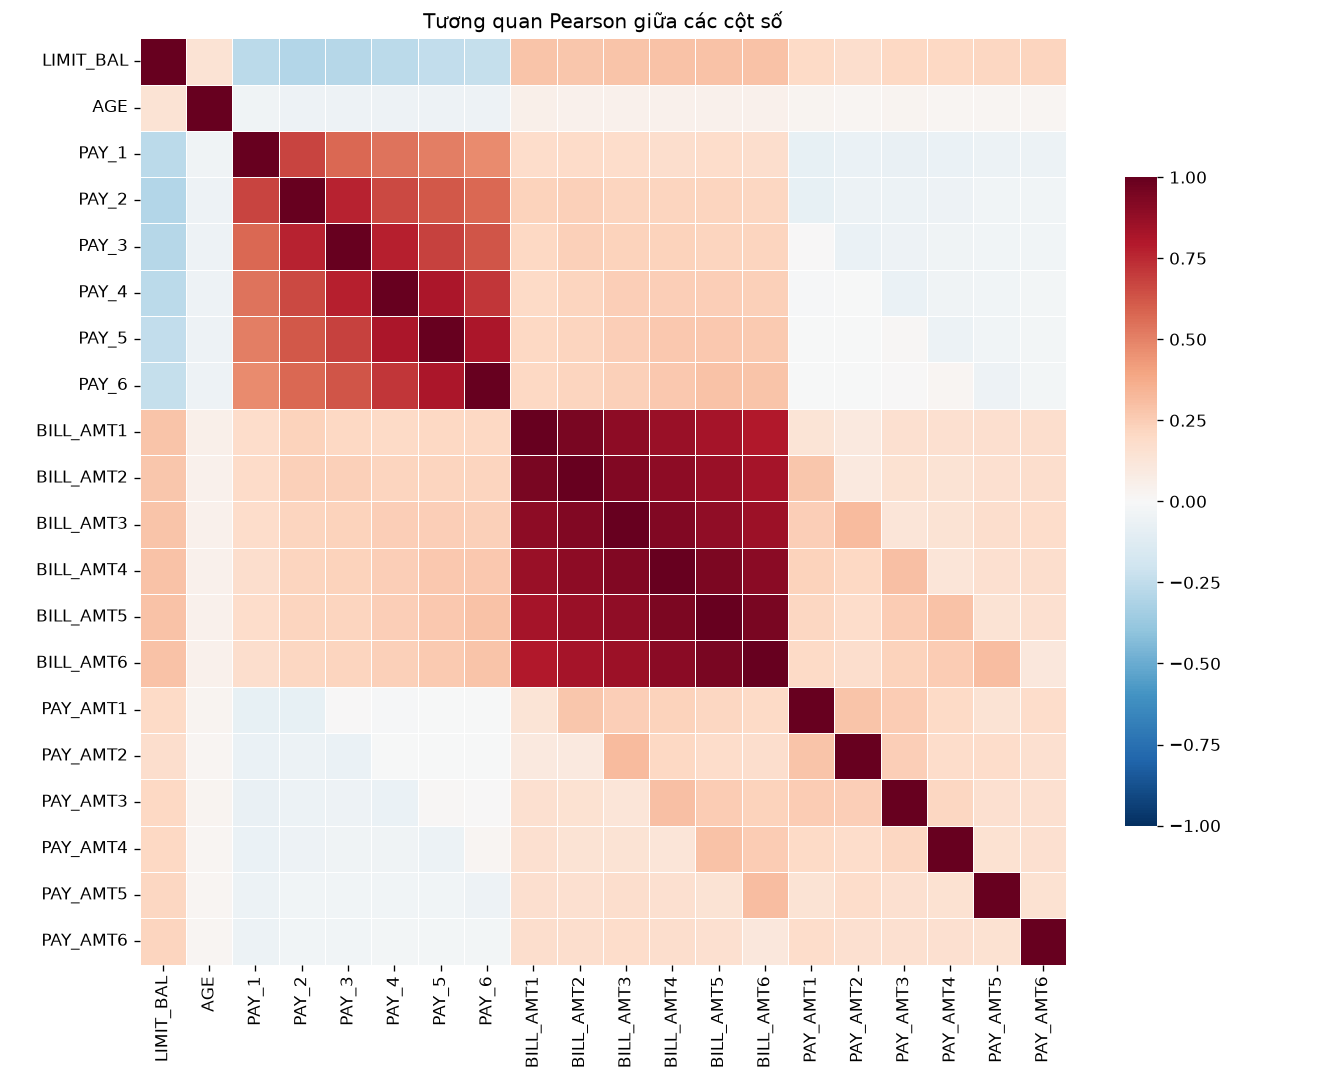 Tương quan Pearson giữa các cột số
LIMIT_BAL
AGE
PAY_1
PAY_2
PAY_3
PAY_4
PAY_5
PAY_6
BILL_AMT1
BILL_AMT2
BILL_AMT3
BILL_AMT4
BILL_AMT5
BILL_AMT6
PAY_AMT1
PAY_AMT2
PAY_AMT3
PAY_AMT4
PAY_AMT5
PAY_AMT6
LIMIT_BAL
AGE
PAY_1
PAY_2
PAY_3
PAY_4
PAY_5
PAY_6
BILL_AMT1
BILL_AMT2
BILL_AMT3
BILL_AMT4
BILL_AMT5
BILL_AMT6
PAY_AMT1
PAY_AMT2
PAY_AMT3
PAY_AMT4
PAY_AMT5
PAY_AMT6
1.00
0.75
0.50
0.25
0.00
−0.25
−0.50
−0.75
−1.00